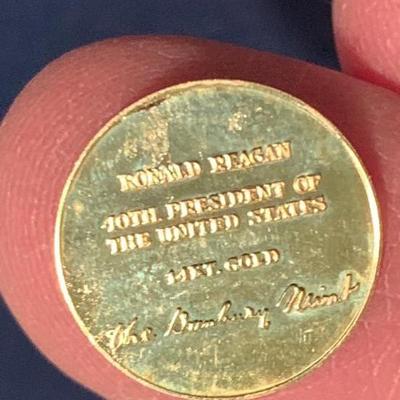 RONALD REAGAN
40TH. PRESIDENT OF
THE UNITED STATES
14KT. GOLD
The Danbury Mint